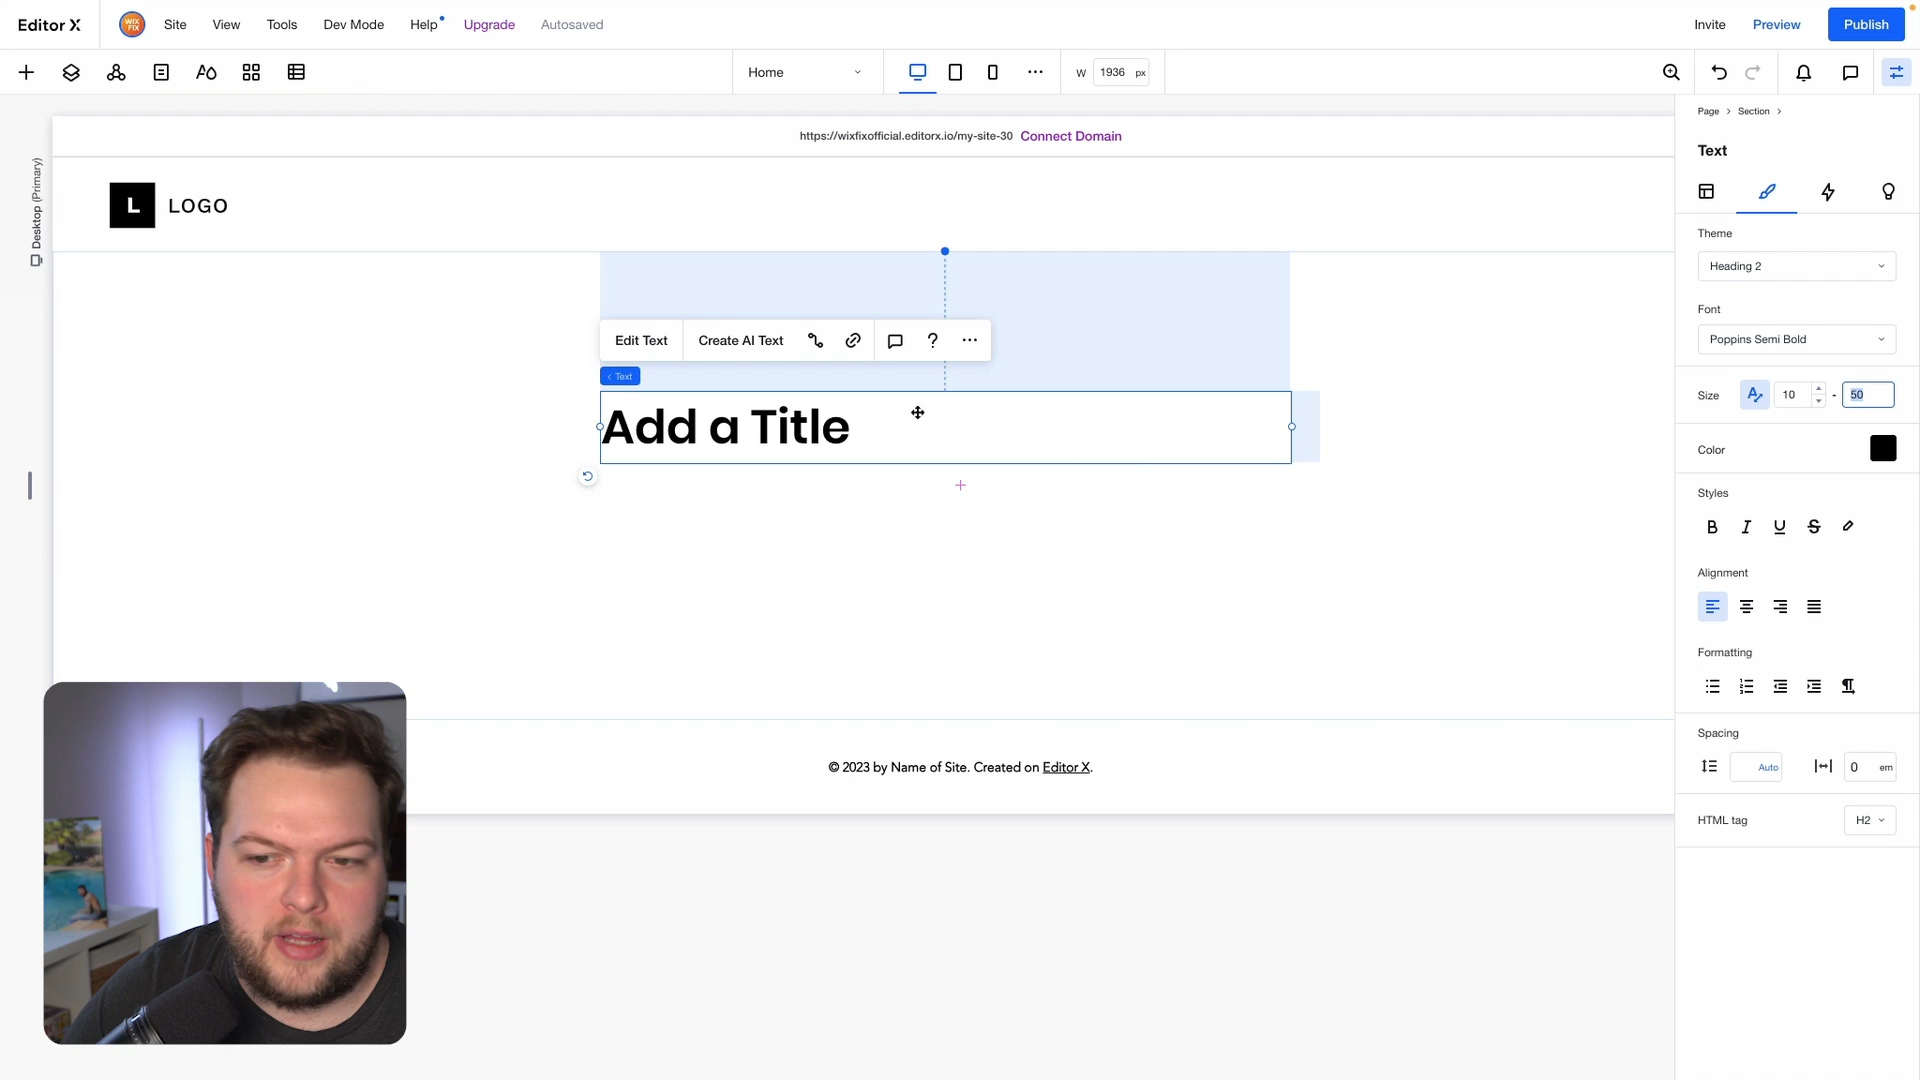 Editor X
WIX
FIX
Site
View
Tools
Dev Mode
Help
Upgrade
Autosaved
Invite
Preview
Publish
Home
W
1936 px
Page > Section >
https://wixfixofficial.editorx.io/my-site-30 Connect Domain
Desktop (Primary)
L LOGO
Edit Text
Create AI Text
?
< Text
Add a Title
© 2023 by Name of Site. Created on Editor X.
Text
Theme
Heading 2
Font
Poppins Semi Bold
Size
10 - 50
Color
Styles
B I U S
Alignment
Formatting
Spacing
Auto
0 em
HTML tag
H2